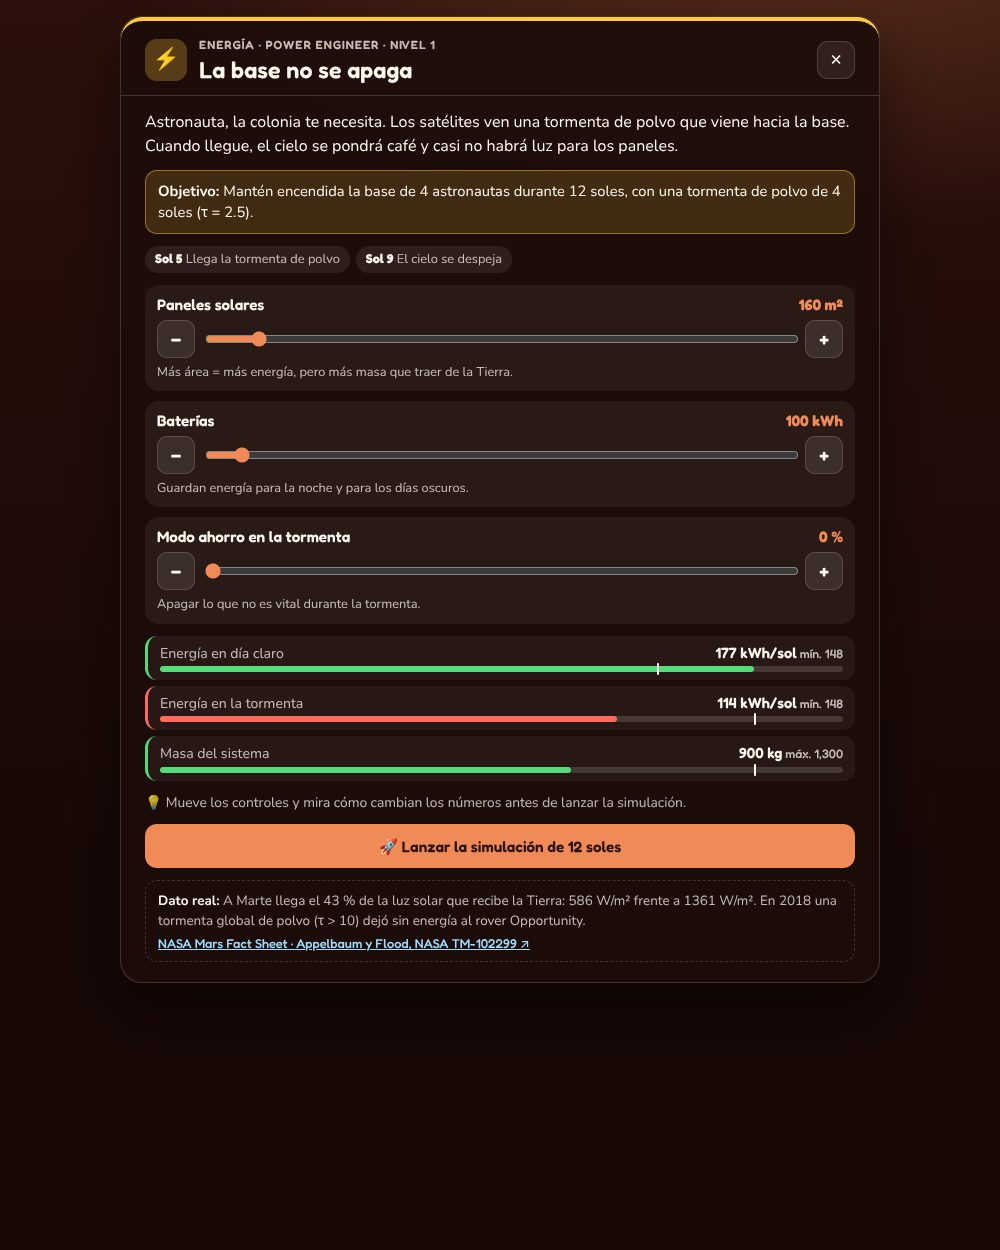 ENERGÍA · POWER ENGINEER · NIVEL 1
La base no se apaga
Astronauta, la colonia te necesita. Los satélites ven una tormenta de polvo que viene hacia la base.
Cuando llegue, el cielo se pondrá café y casi no habrá luz para los paneles.
Objetivo: Mantén encendida la base de 4 astronautas durante 12 soles, con una tormenta de polvo de 4
soles (τ = 2.5).
Sol 5 Llega la tormenta de polvo
Sol 9 El cielo se despeja
Paneles solares 160 m²
Más área = más energía, pero más masa que traer de la Tierra.
Baterías 100 kWh
Guardan energía para la noche y para los días oscuros.
Modo ahorro en la tormenta 0 %
Apagar lo que no es vital durante la tormenta.
Energía en día claro 177 kWh/sol mín. 148
Energía en la tormenta 114 kWh/sol mín. 148
Masa del sistema 900 kg máx. 1,300
💡 Mueve los controles y mira cómo cambian los números antes de lanzar la simulación.
🚀 Lanzar la simulación de 12 soles
Dato real: A Marte llega el 43 % de la luz solar que recibe la Tierra: 586 W/m² frente a 1361 W/m². En 2018 una
tormenta global de polvo (τ > 10) dejó sin energía al rover Opportunity.
NASA Mars Fact Sheet · Appelbaum y Flood, NASA TM-102299 ↗